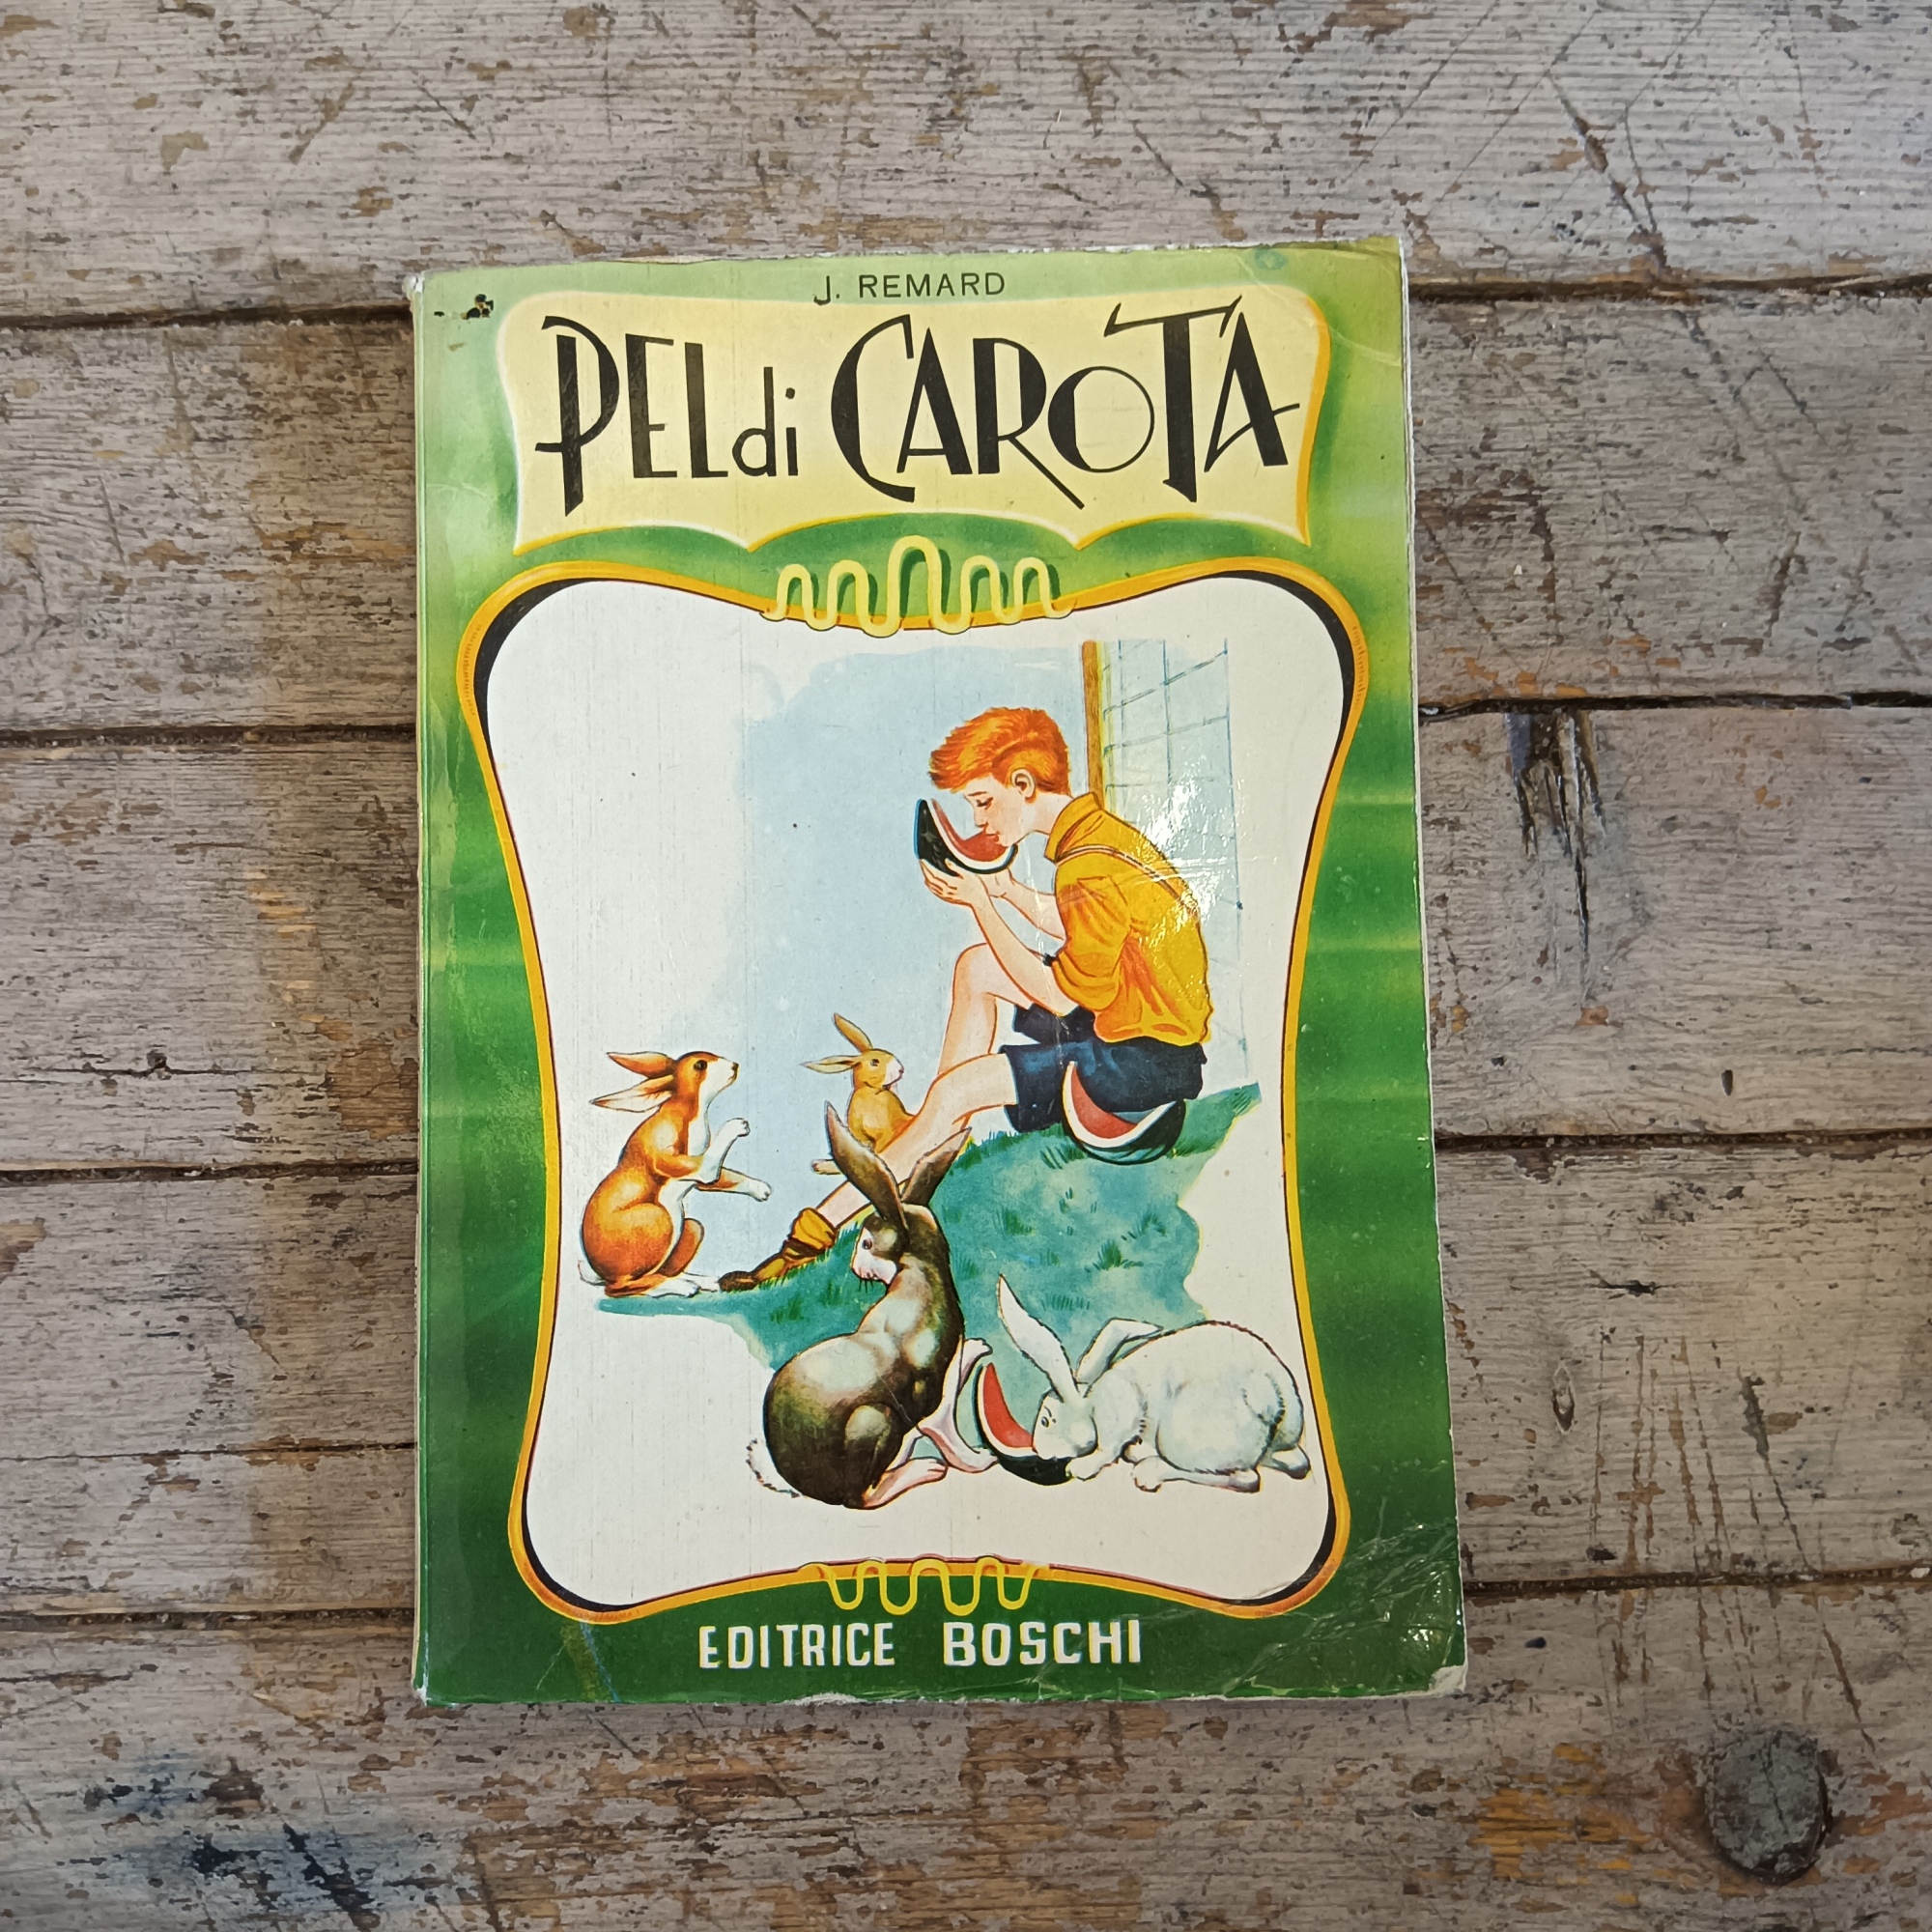 J. REMARD
PEL di CAROTA
EDITRICE BOSCHI